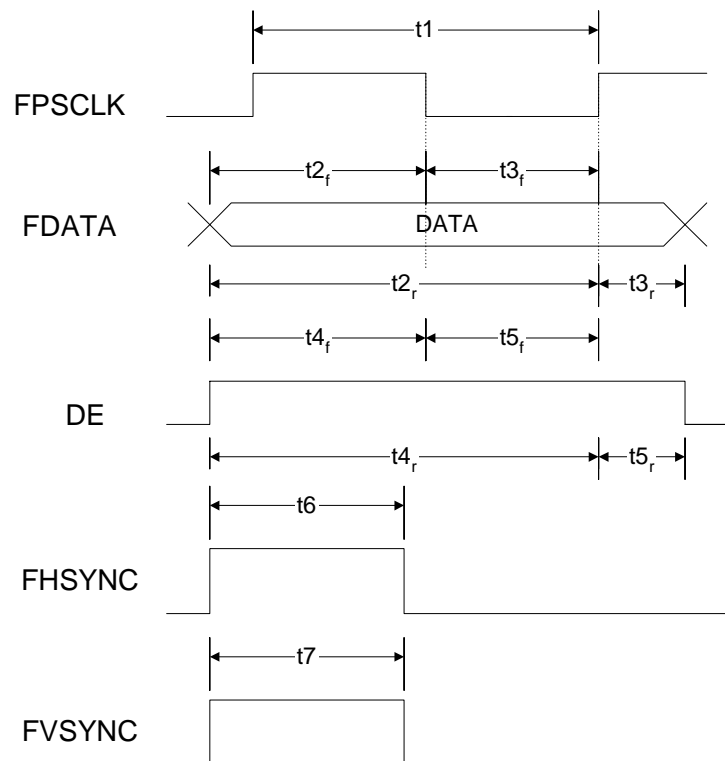 t1
FPSCLK
t2f t3f
FDATA DATA
t2r t3r
t4f t5f
DE
t4r t5r
t6
FHSYNC
t7
FVSYNC